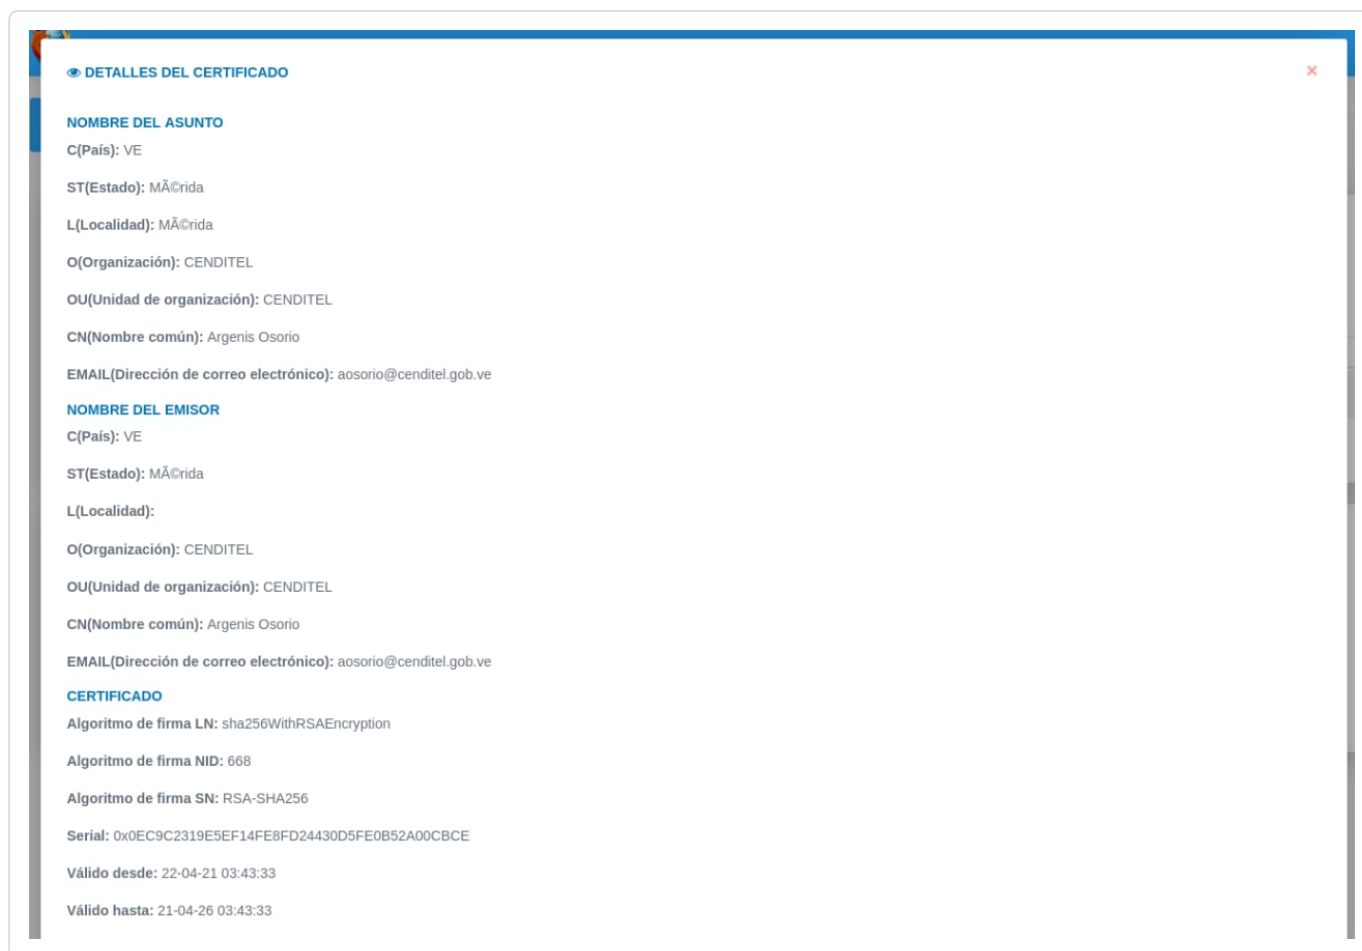 DETALLES DEL CERTIFICADO
NOMBRE DEL ASUNTO
C(País): VE
ST(Estado): MÃ©rida
L(Localidad): MÃ©rida
O(Organización): CENDITEL
OU(Unidad de organización): CENDITEL
CN(Nombre común): Argenis Osorio
EMAIL(Dirección de correo electrónico): aosorio@cenditel.gob.ve
NOMBRE DEL EMISOR
C(País): VE
ST(Estado): MÃ©rida
L(Localidad):
O(Organización): CENDITEL
OU(Unidad de organización): CENDITEL
CN(Nombre común): Argenis Osorio
EMAIL(Dirección de correo electrónico): aosorio@cenditel.gob.ve
CERTIFICADO
Algoritmo de firma LN: sha256WithRSAEncryption
Algoritmo de firma NID: 668
Algoritmo de firma SN: RSA-SHA256
Serial: 0x0EC9C2319E5EF14FE8FD24430D5FE0B52A00CBCE
Válido desde: 22-04-21 03:43:33
Válido hasta: 21-04-26 03:43:33